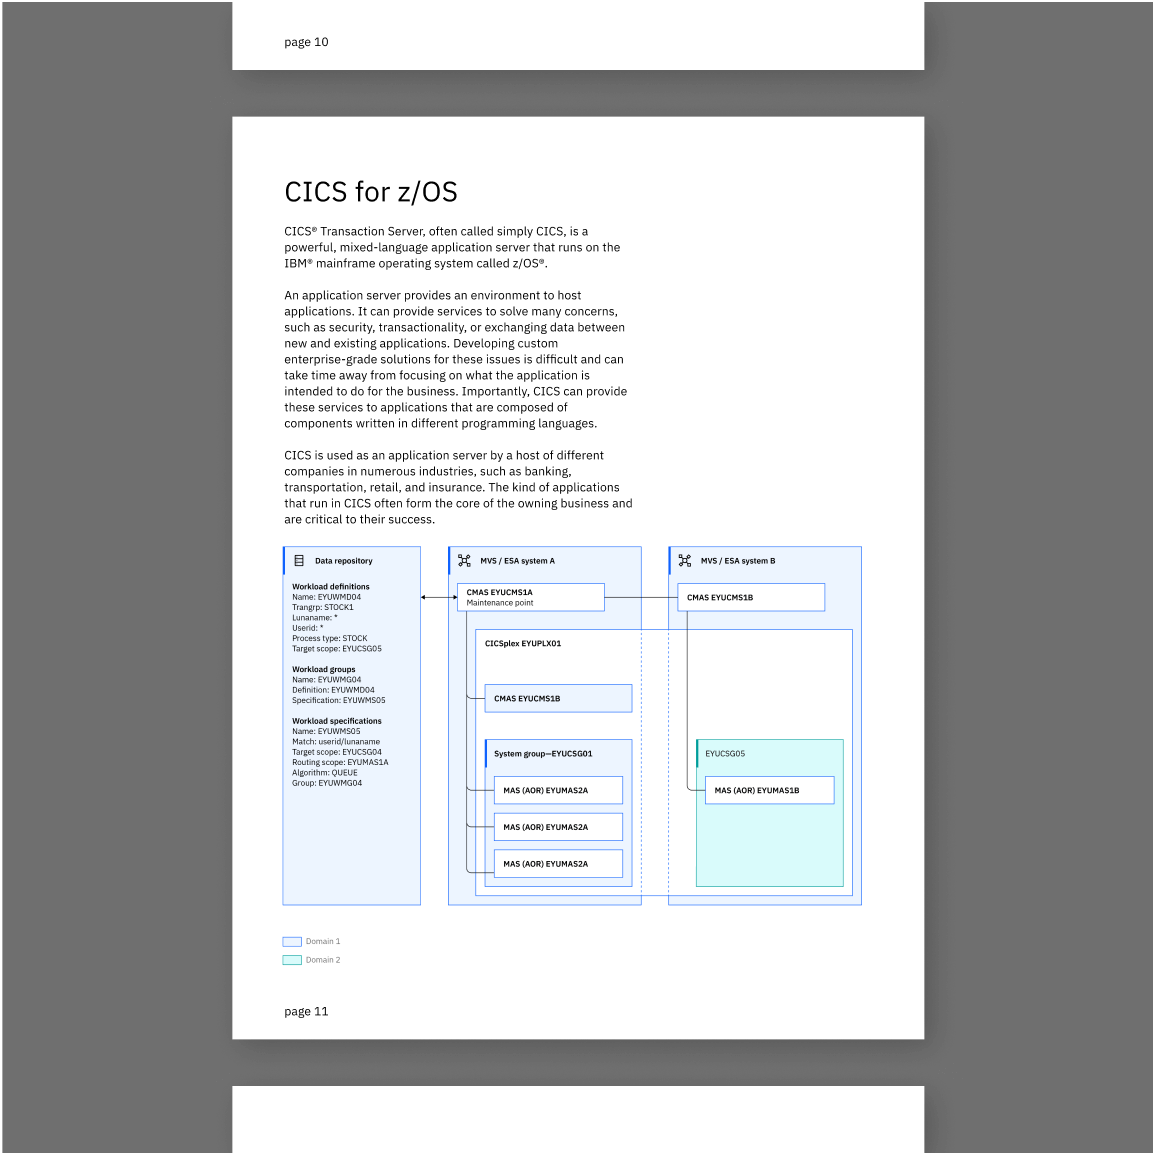 page 10
CICS for z/OS
CICS® Transaction Server, often called simply CICS, is a
powerful, mixed-language application server that runs on the
IBM® mainframe operating system called z/OS®.
An application server provides an environment to host
applications. It can provide services to solve many concerns,
such as security, transactionality, or exchanging data between
new and existing applications. Developing custom
enterprise-grade solutions for these issues is difficult and can
take time away from focusing on what the application is
intended to do for the business. Importantly, CICS can provide
these services to applications that are composed of
components written in different programming languages.
CICS is used as an application server by a host of different
companies in numerous industries, such as banking,
transportation, retail, and insurance. The kind of applications
that run in CICS often form the core of the owning business and
are critical to their success.
Data repository
Workload definitions
Name: EYUWMD04
Trangrp: STOCK1
Lunaname: *
Userid: *
Process type: STOCK
Target scope: EYUCSG05
Workload groups
Name: EYUWMG04
Definition: EYUWMD04
Specification: EYUWMS05
Workload specifications
Name: EYUWMS05
Match: userid/lunaname
Target scope: EYUCSG04
Routing scope: EYUMAS1A
Algorithm: QUEUE
Group: EYUWMG04
MVS / ESA system A
CMAS EYUCMS1A
Maintenance point
CICSplex EYUPLX01
CMAS EYUCMS1B
System group—EYUCSG01
MAS (AOR) EYUMAS2A
MAS (AOR) EYUMAS2A
MAS (AOR) EYUMAS2A
MVS / ESA system B
CMAS EYUCMS1B
EYUCSG05
MAS (AOR) EYUMAS1B
Domain 1
Domain 2
page 11